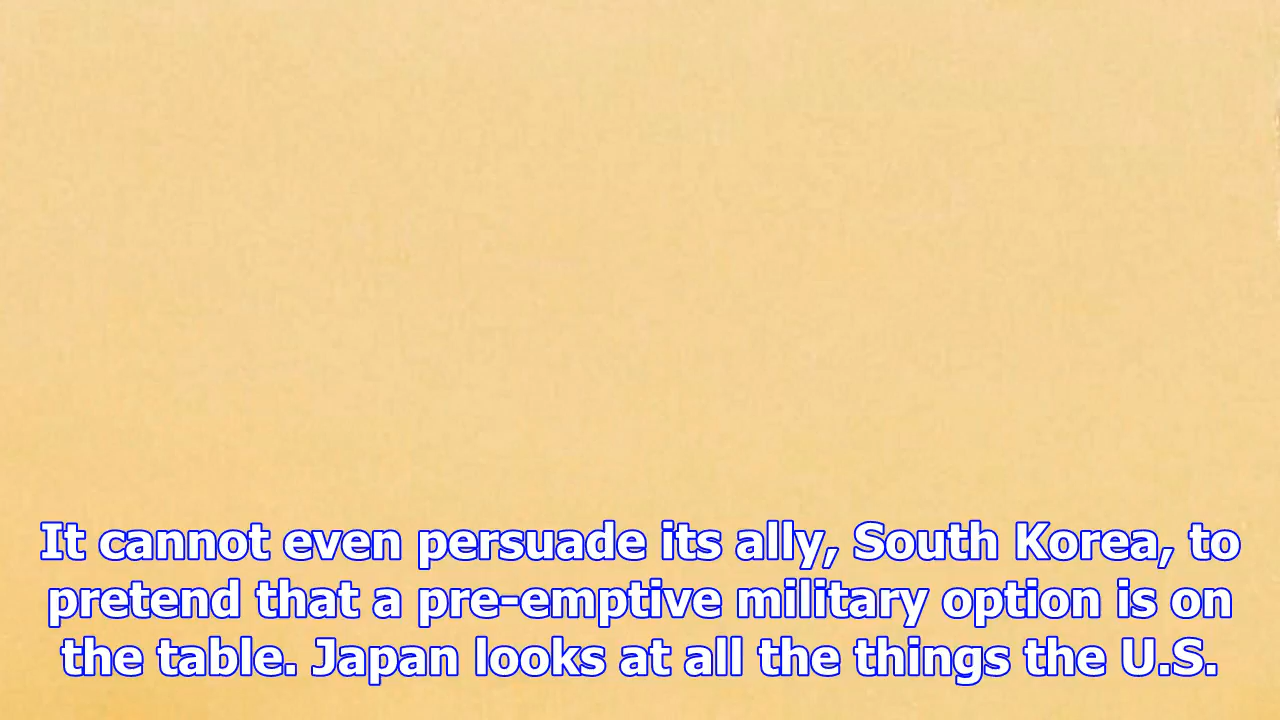 It cannot even persuade its ally, South Korea, to
pretend that a pre-emptive military option is on
the table. Japan looks at all the things the U.S.